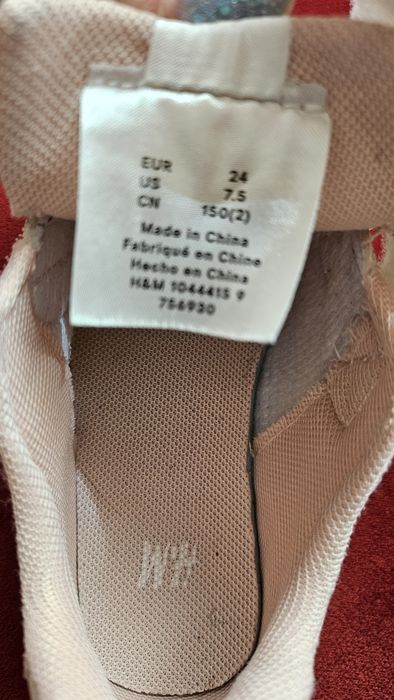 EUR 24
US 7.5
CN 150(2)
Made in China
Fabriqué en Chine
Hecho en China
H&M 1044415 9
756930
H&M